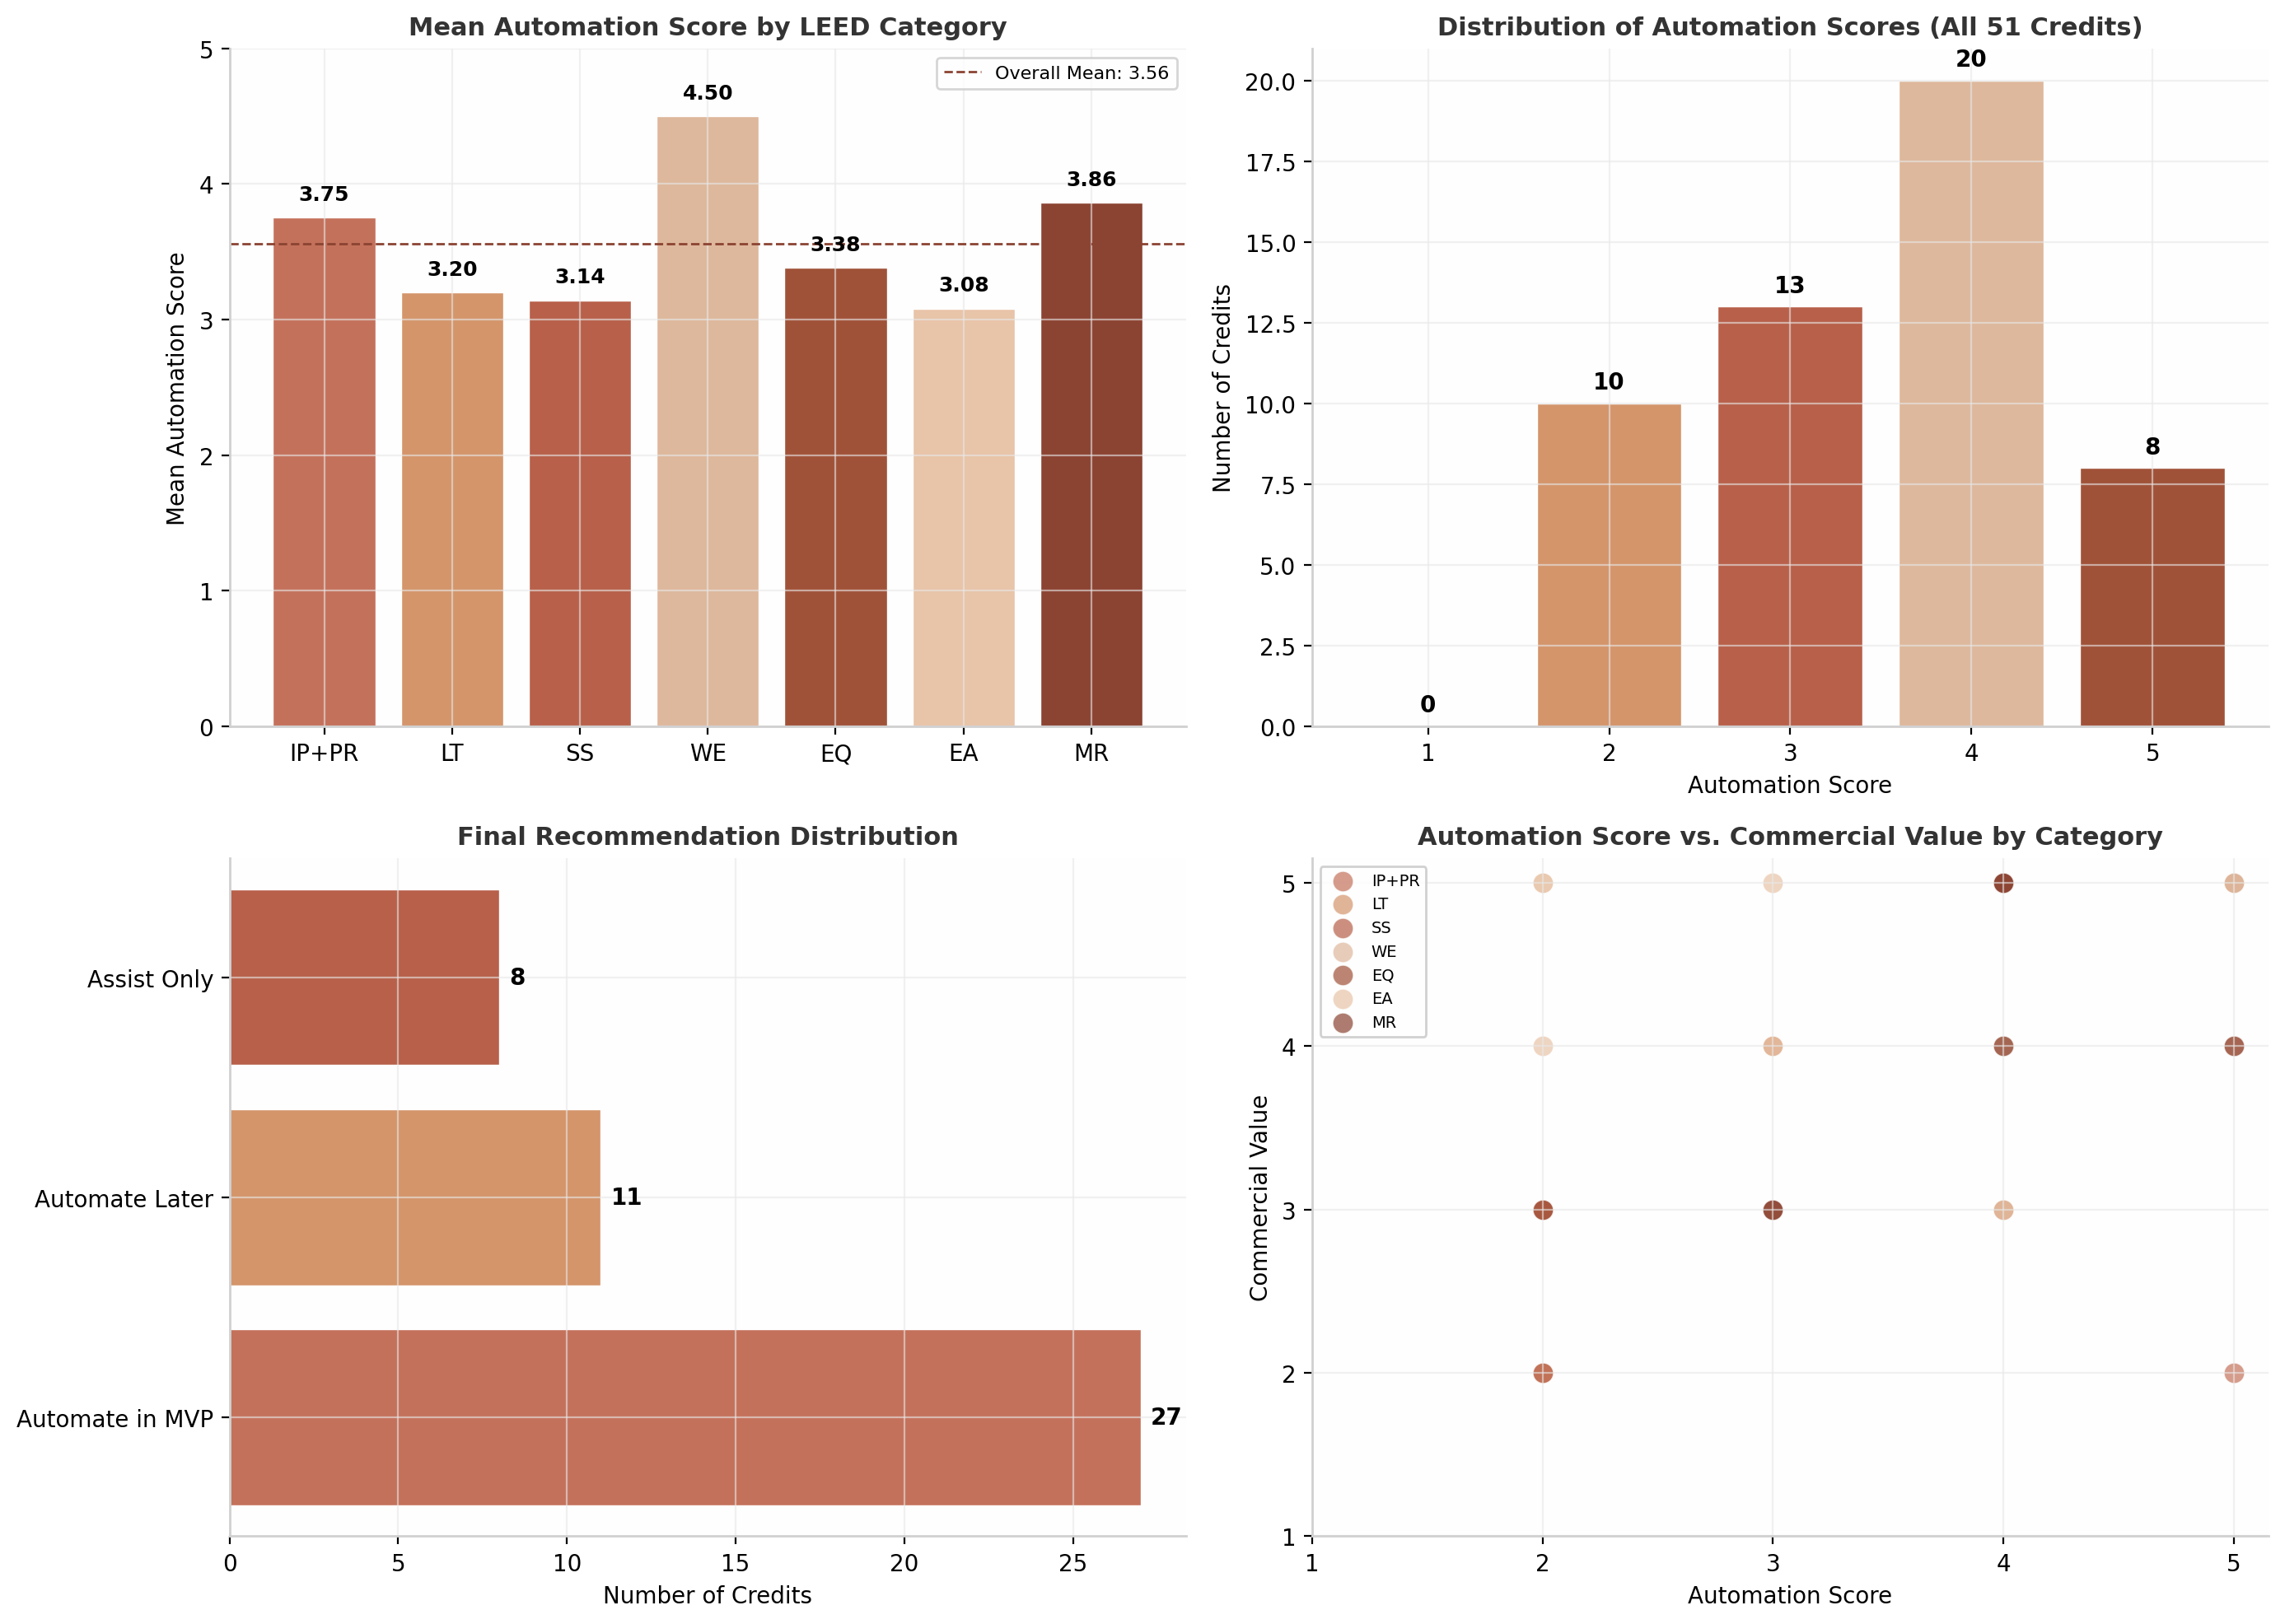 Mean Automation Score by LEED Category
Overall Mean: 3.56
Mean Automation Score
5
4
3
2
1
0
3.75
3.20
3.14
4.50
3.38
3.08
3.86
IP+PR
LT
SS
WE
EQ
EA
MR
Distribution of Automation Scores (All 51 Credits)
Number of Credits
20.0
17.5
15.0
12.5
10.0
7.5
5.0
2.5
0.0
0
10
13
20
8
1
2
3
4
5
Automation Score
Final Recommendation Distribution
Assist Only
8
Automate Later
11
Automate in MVP
27
0
5
10
15
20
25
Number of Credits
Automation Score vs. Commercial Value by Category
IP+PR
LT
SS
WE
EQ
EA
MR
Commercial Value
5
4
3
2
1
1
2
3
4
5
Automation Score